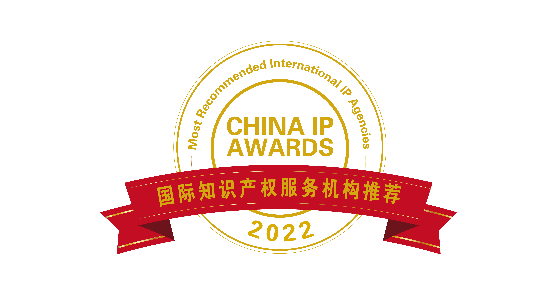 Most Recommended International IP Agencies
CHINA IP
AWARDS
国际知识产权服务机构推荐
2022